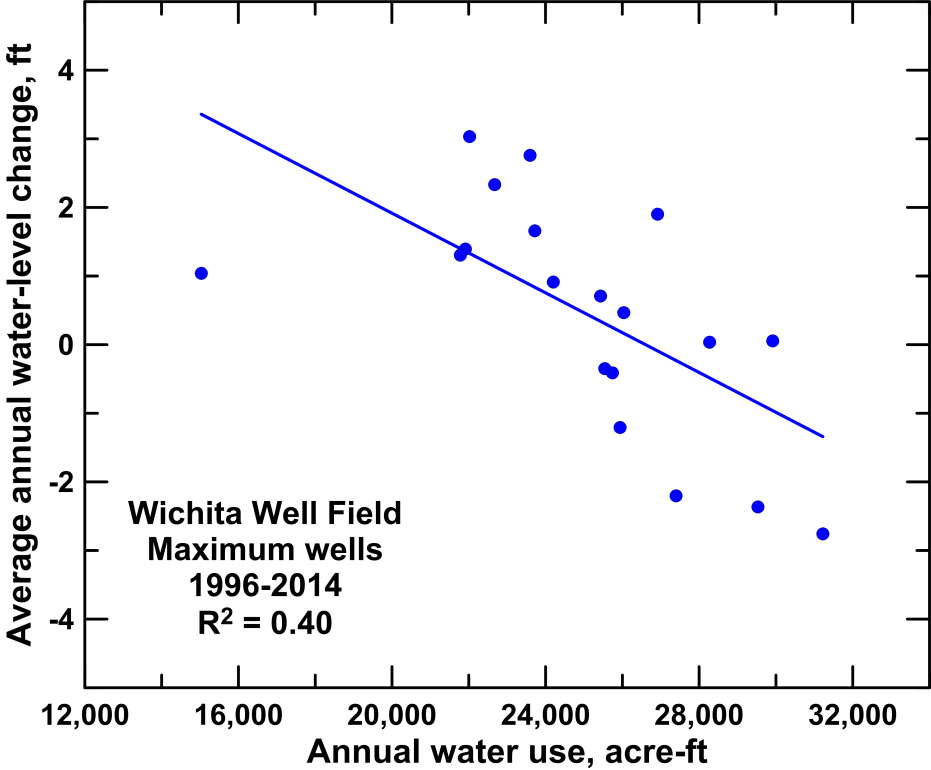 Average annual water-level change, ft
4
2
0
-2
-4
Wichita Well Field
Maximum wells
1996-2014
R² = 0.40
12,000 16,000 20,000 24,000 28,000 32,000
Annual water use, acre-ft